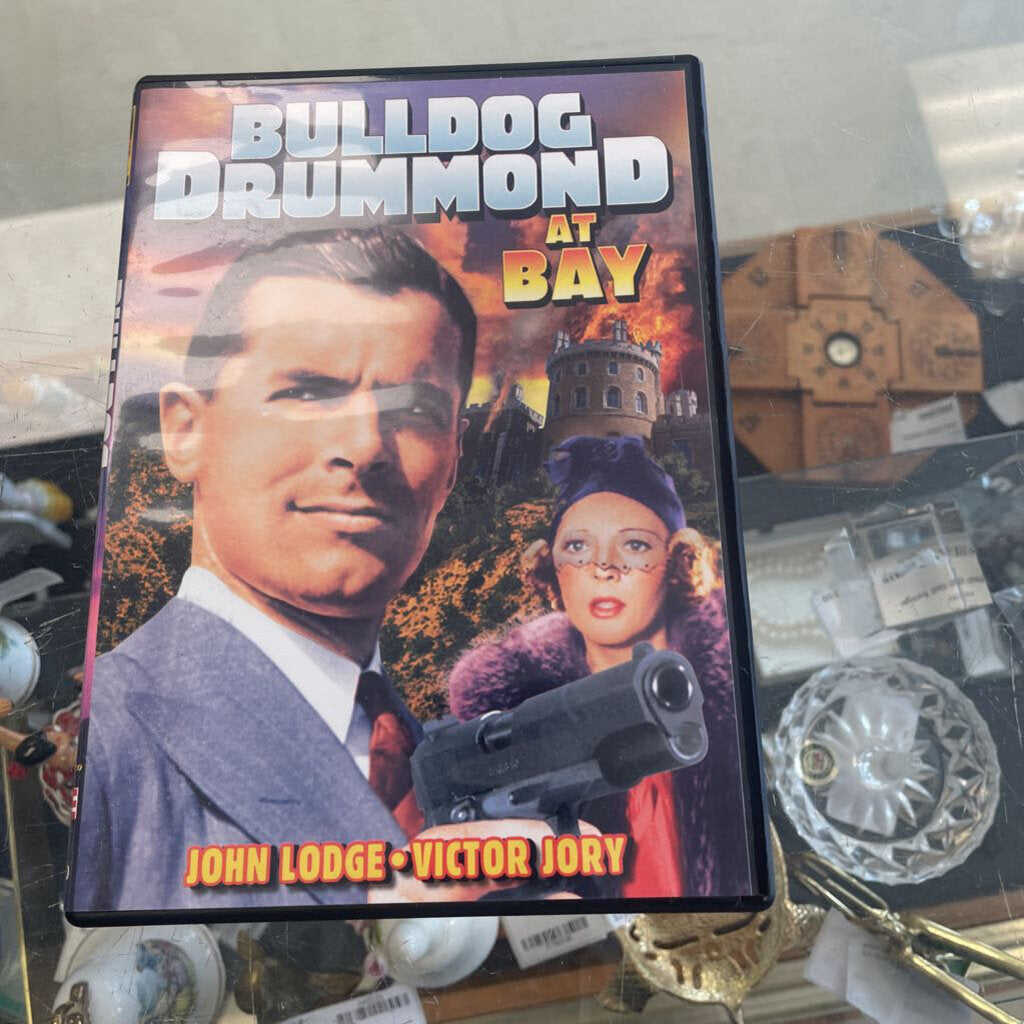 BULLDOG
DRUMMOND
AT
BAY
JOHN LODGE • VICTOR JORY